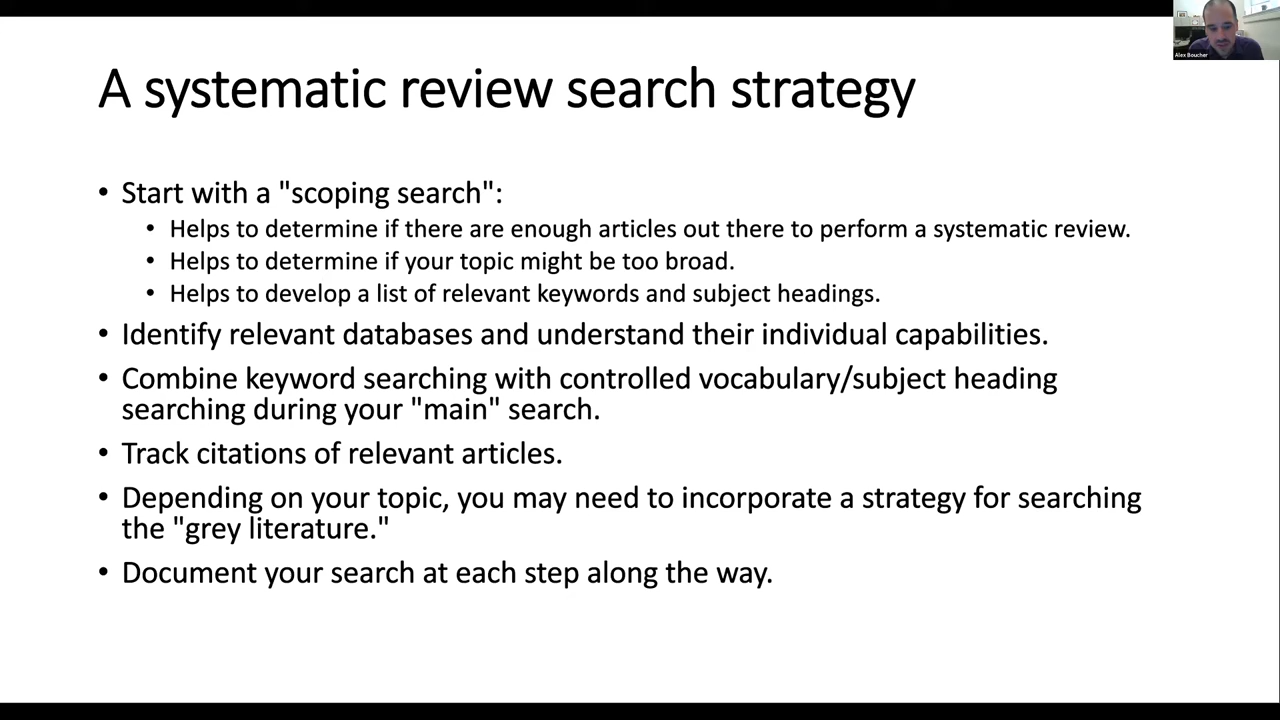 Alex Boucher
A systematic review search strategy
• Start with a "scoping search":
• Helps to determine if there are enough articles out there to perform a systematic review.
• Helps to determine if your topic might be too broad.
• Helps to develop a list of relevant keywords and subject headings.
• Identify relevant databases and understand their individual capabilities.
• Combine keyword searching with controlled vocabulary/subject heading
searching during your "main" search.
• Track citations of relevant articles.
• Depending on your topic, you may need to incorporate a strategy for searching
the "grey literature."
• Document your search at each step along the way.